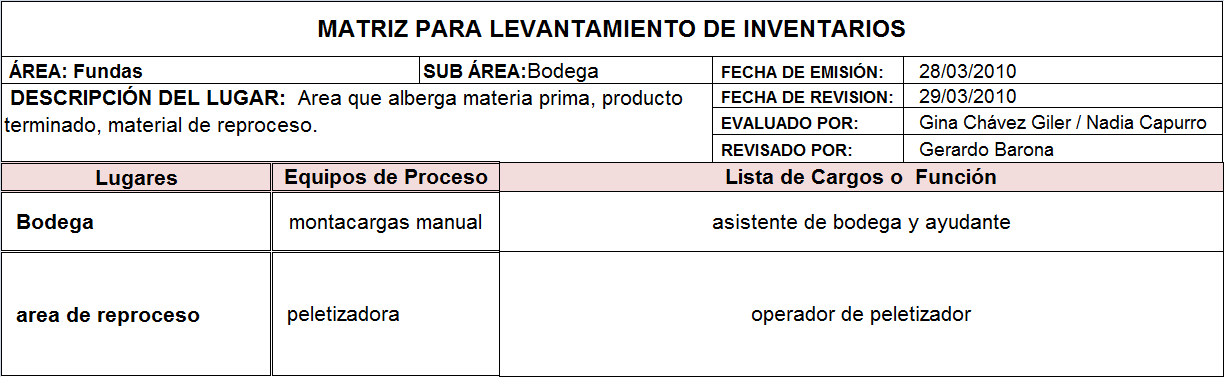 MATRIZ PARA LEVANTAMIENTO DE INVENTARIOS
ÁREA: Fundas SUB ÁREA:Bodega FECHA DE EMISIÓN: 28/03/2010
DESCRIPCIÓN DEL LUGAR: Area que alberga materia prima, producto
terminado, material de reproceso.
FECHA DE REVISION: 29/03/2010
EVALUADO POR: Gina Chávez Giler / Nadia Capurro
REVISADO POR: Gerardo Barona
Lugares Equipos de Proceso Lista de Cargos o Función
Bodega montacargas manual asistente de bodega y ayudante
area de reproceso peletizadora operador de peletizador